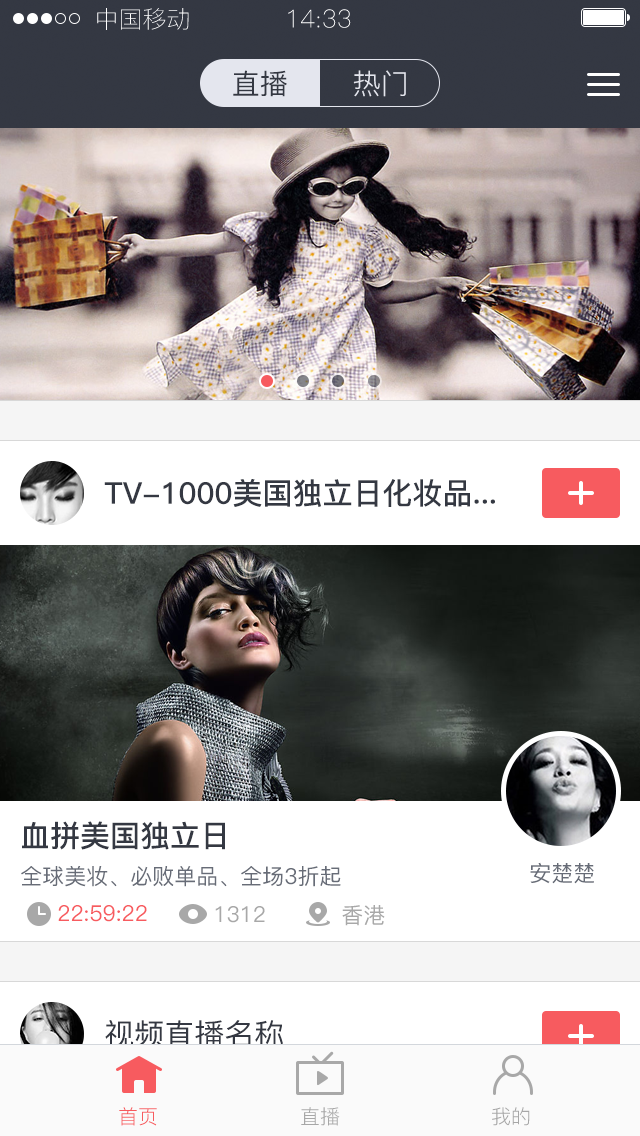 中国移动 14:33
直播 热门
TV-1000美国独立日化妆品...
血拼美国独立日
全球美妆、必败单品、全场3折起
安楚楚
22:59:22 1312 香港
视频直播名称
首页 直播 我的